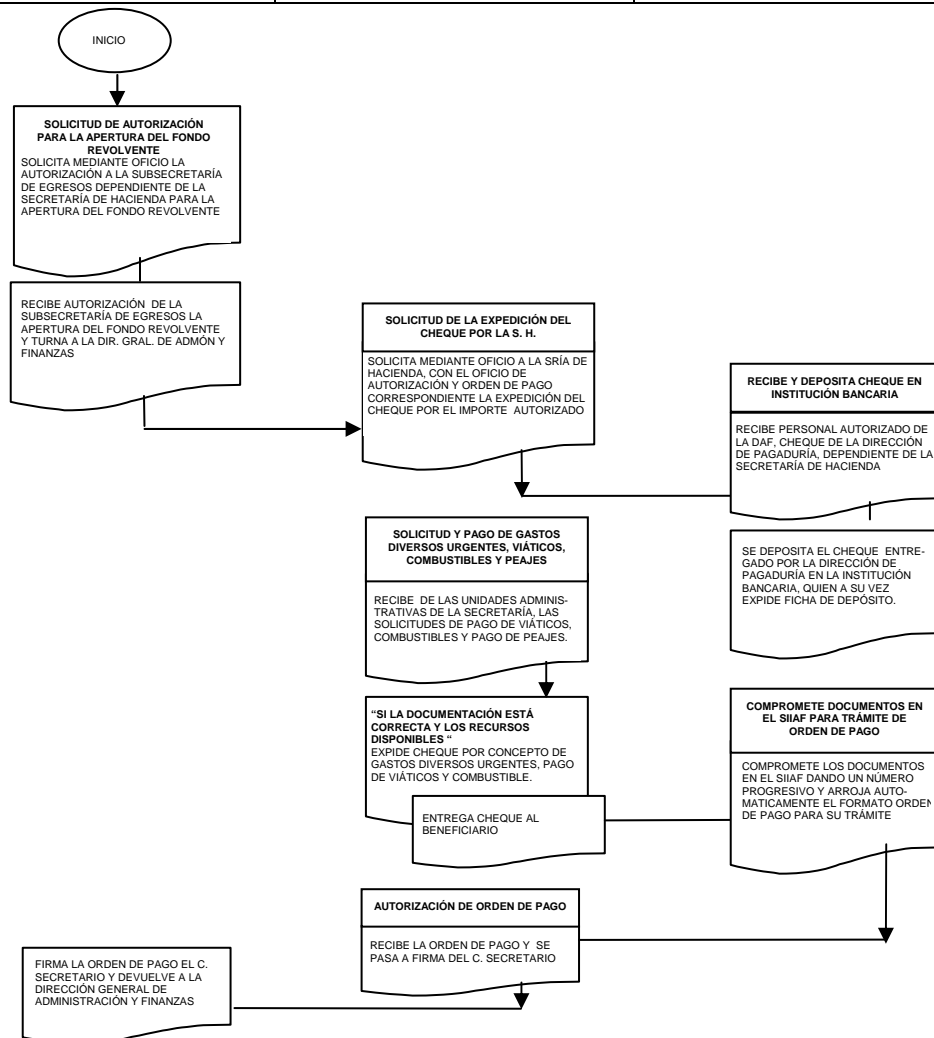 INICIO
SOLICITUD DE AUTORIZACIÓN
PARA LA APERTURA DEL FONDO
REVOLVENTE
SOLICITA MEDIANTE OFICIO LA
AUTORIZACIÓN A LA SUBSECRETARÍA
DE EGRESOS DEPENDIENTE DE LA
SECRETARÍA DE HACIENDA PARA LA
APERTURA DEL FONDO REVOLVENTE
RECIBE AUTORIZACIÓN DE LA
SUBSECRETARÍA DE EGRESOS LA
APERTURA DEL FONDO REVOLVENTE
Y TURNA A LA DIR. GRAL. DE ADMÓN Y
FINANZAS
SOLICITUD DE LA EXPEDICIÓN DEL
CHEQUE POR LA S. H.
SOLICITA MEDIANTE OFICIO A LA SRÍA DE
HACIENDA, CON EL OFICIO DE
AUTORIZACIÓN Y ORDEN DE PAGO
CORRESPONDIENTE LA EXPEDICIÓN DEL
CHEQUE POR EL IMPORTE AUTORIZADO
RECIBE Y DEPOSITA CHEQUE EN
INSTITUCIÓN BANCARIA
RECIBE PERSONAL AUTORIZADO DE
LA DAF, CHEQUE DE LA DIRECCIÓN
DE PAGADURÍA, DEPENDIENTE DE LA
SECRETARÍA DE HACIENDA
SE DEPOSITA EL CHEQUE ENTRE-
GADO POR LA DIRECCIÓN DE
PAGADURÍA EN LA INSTITUCIÓN
BANCARIA, QUIEN A SU VEZ
EXPIDE FICHA DE DEPÓSITO.
SOLICITUD Y PAGO DE GASTOS
DIVERSOS URGENTES, VIÁTICOS,
COMBUSTIBLES Y PEAJES
RECIBE DE LAS UNIDADES ADMINIS-
TRATIVAS DE LA SECRETARÍA, LAS
SOLICITUDES DE PAGO DE VIÁTICOS,
COMBUSTIBLES Y PAGO DE PEAJES.
"SI LA DOCUMENTACIÓN ESTÁ
CORRECTA Y LOS RECURSOS
DISPONIBLES "
EXPIDE CHEQUE POR CONCEPTO DE
GASTOS DIVERSOS URGENTES, PAGO
DE VIÁTICOS Y COMBUSTIBLE.
ENTREGA CHEQUE AL
BENEFICIARIO
COMPROMETE DOCUMENTOS EN
EL SIIAF PARA TRÁMITE DE
ORDEN DE PAGO
COMPROMETE LOS DOCUMENTOS
EN EL SIIAF DANDO UN NÚMERO
PROGRESIVO Y ARROJA AUTO-
MATICAMENTE EL FORMATO ORDEN
DE PAGO PARA SU TRÁMITE
AUTORIZACIÓN DE ORDEN DE PAGO
RECIBE LA ORDEN DE PAGO Y SE
PASA A FIRMA DEL C. SECRETARIO
FIRMA LA ORDEN DE PAGO EL C.
SECRETARIO Y DEVUELVE A LA
DIRECCIÓN GENERAL DE
ADMINISTRACIÓN Y FINANZAS